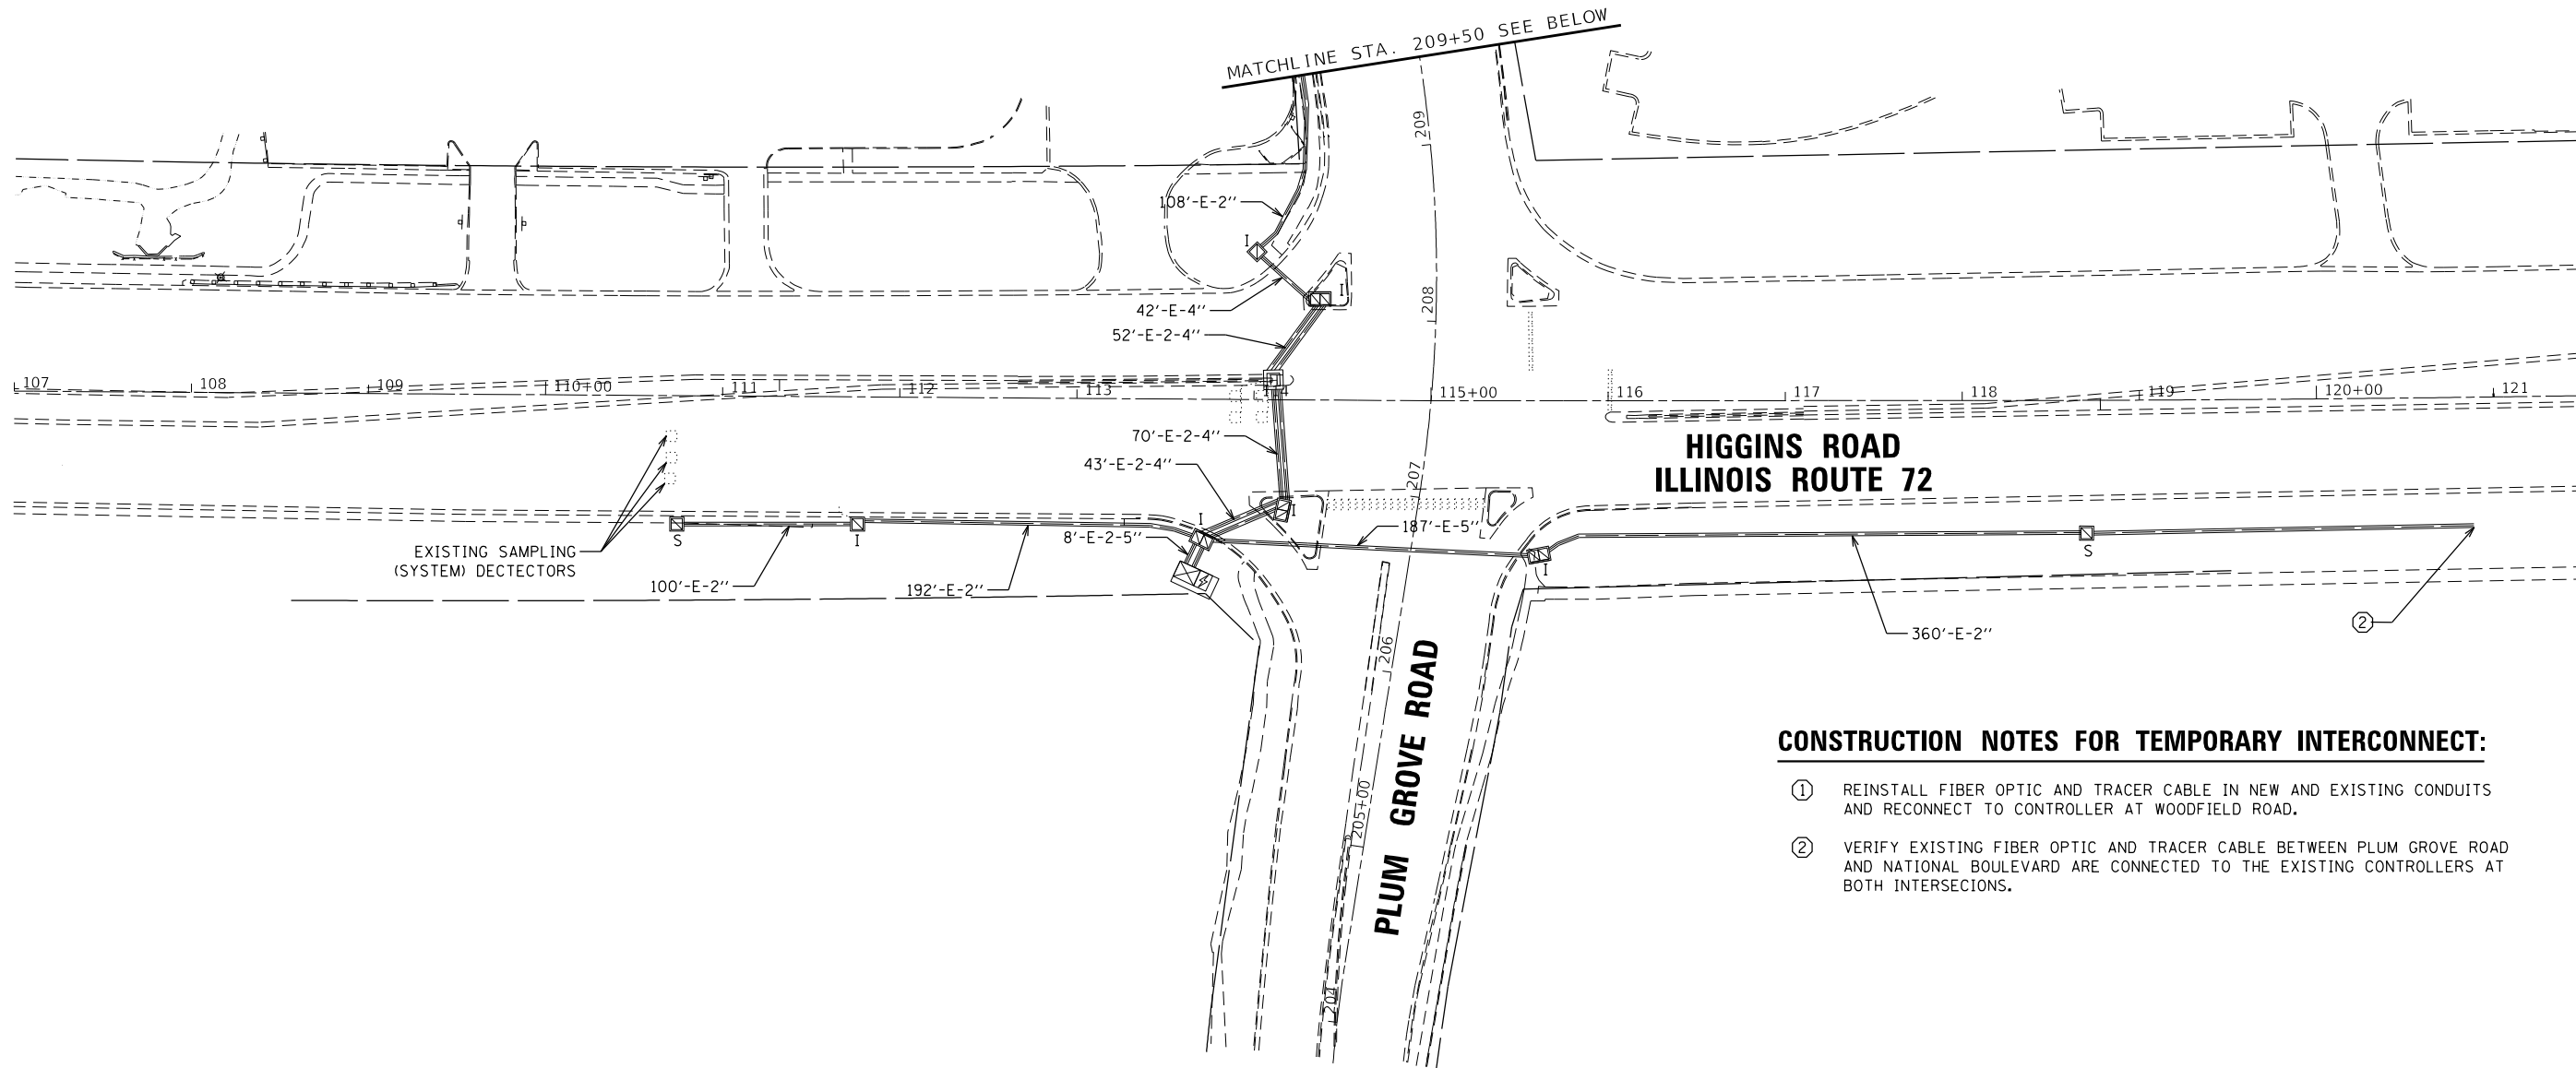 MATCHLINE STA. 209+50 SEE BELOW
209
108'-E-2''
I
I
42'-E-4''
208
52'-E-2-4''
107
108
109
110+00
111
112
113
114
115+00
116
117
118
119
120+00
121
70'-E-2-4''
HIGGINS ROAD
ILLINOIS ROUTE 72
43'-E-2-4''
207
I
I
187'-E-5''
S
I
8'-E-2-5''
S
I
EXISTING SAMPLING
(SYSTEM) DECTECTORS
100'-E-2''
192'-E-2''
360'-E-2''
2
206
PLUM GROVE ROAD
205+00
204
CONSTRUCTION NOTES FOR TEMPORARY INTERCONNECT:
1 REINSTALL FIBER OPTIC AND TRACER CABLE IN NEW AND EXISTING CONDUITS
AND RECONNECT TO CONTROLLER AT WOODFIELD ROAD.
2 VERIFY EXISTING FIBER OPTIC AND TRACER CABLE BETWEEN PLUM GROVE ROAD
AND NATIONAL BOULEVARD ARE CONNECTED TO THE EXISTING CONTROLLERS AT
BOTH INTERSECIONS.